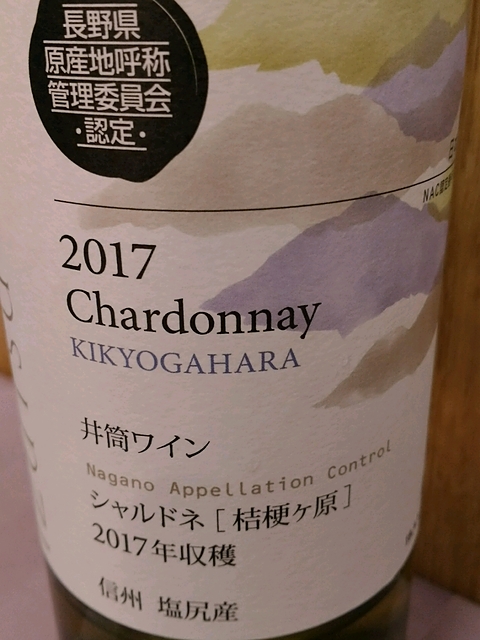 長野県
原産地呼称
管理委員会
・認定・
2017
Chardonnay
KIKYOGAHARA
井筒ワイン
Nagano Appellation Control
シャルドネ [ 桔梗ヶ原 ]
2017年収穫
信州 塩尻産